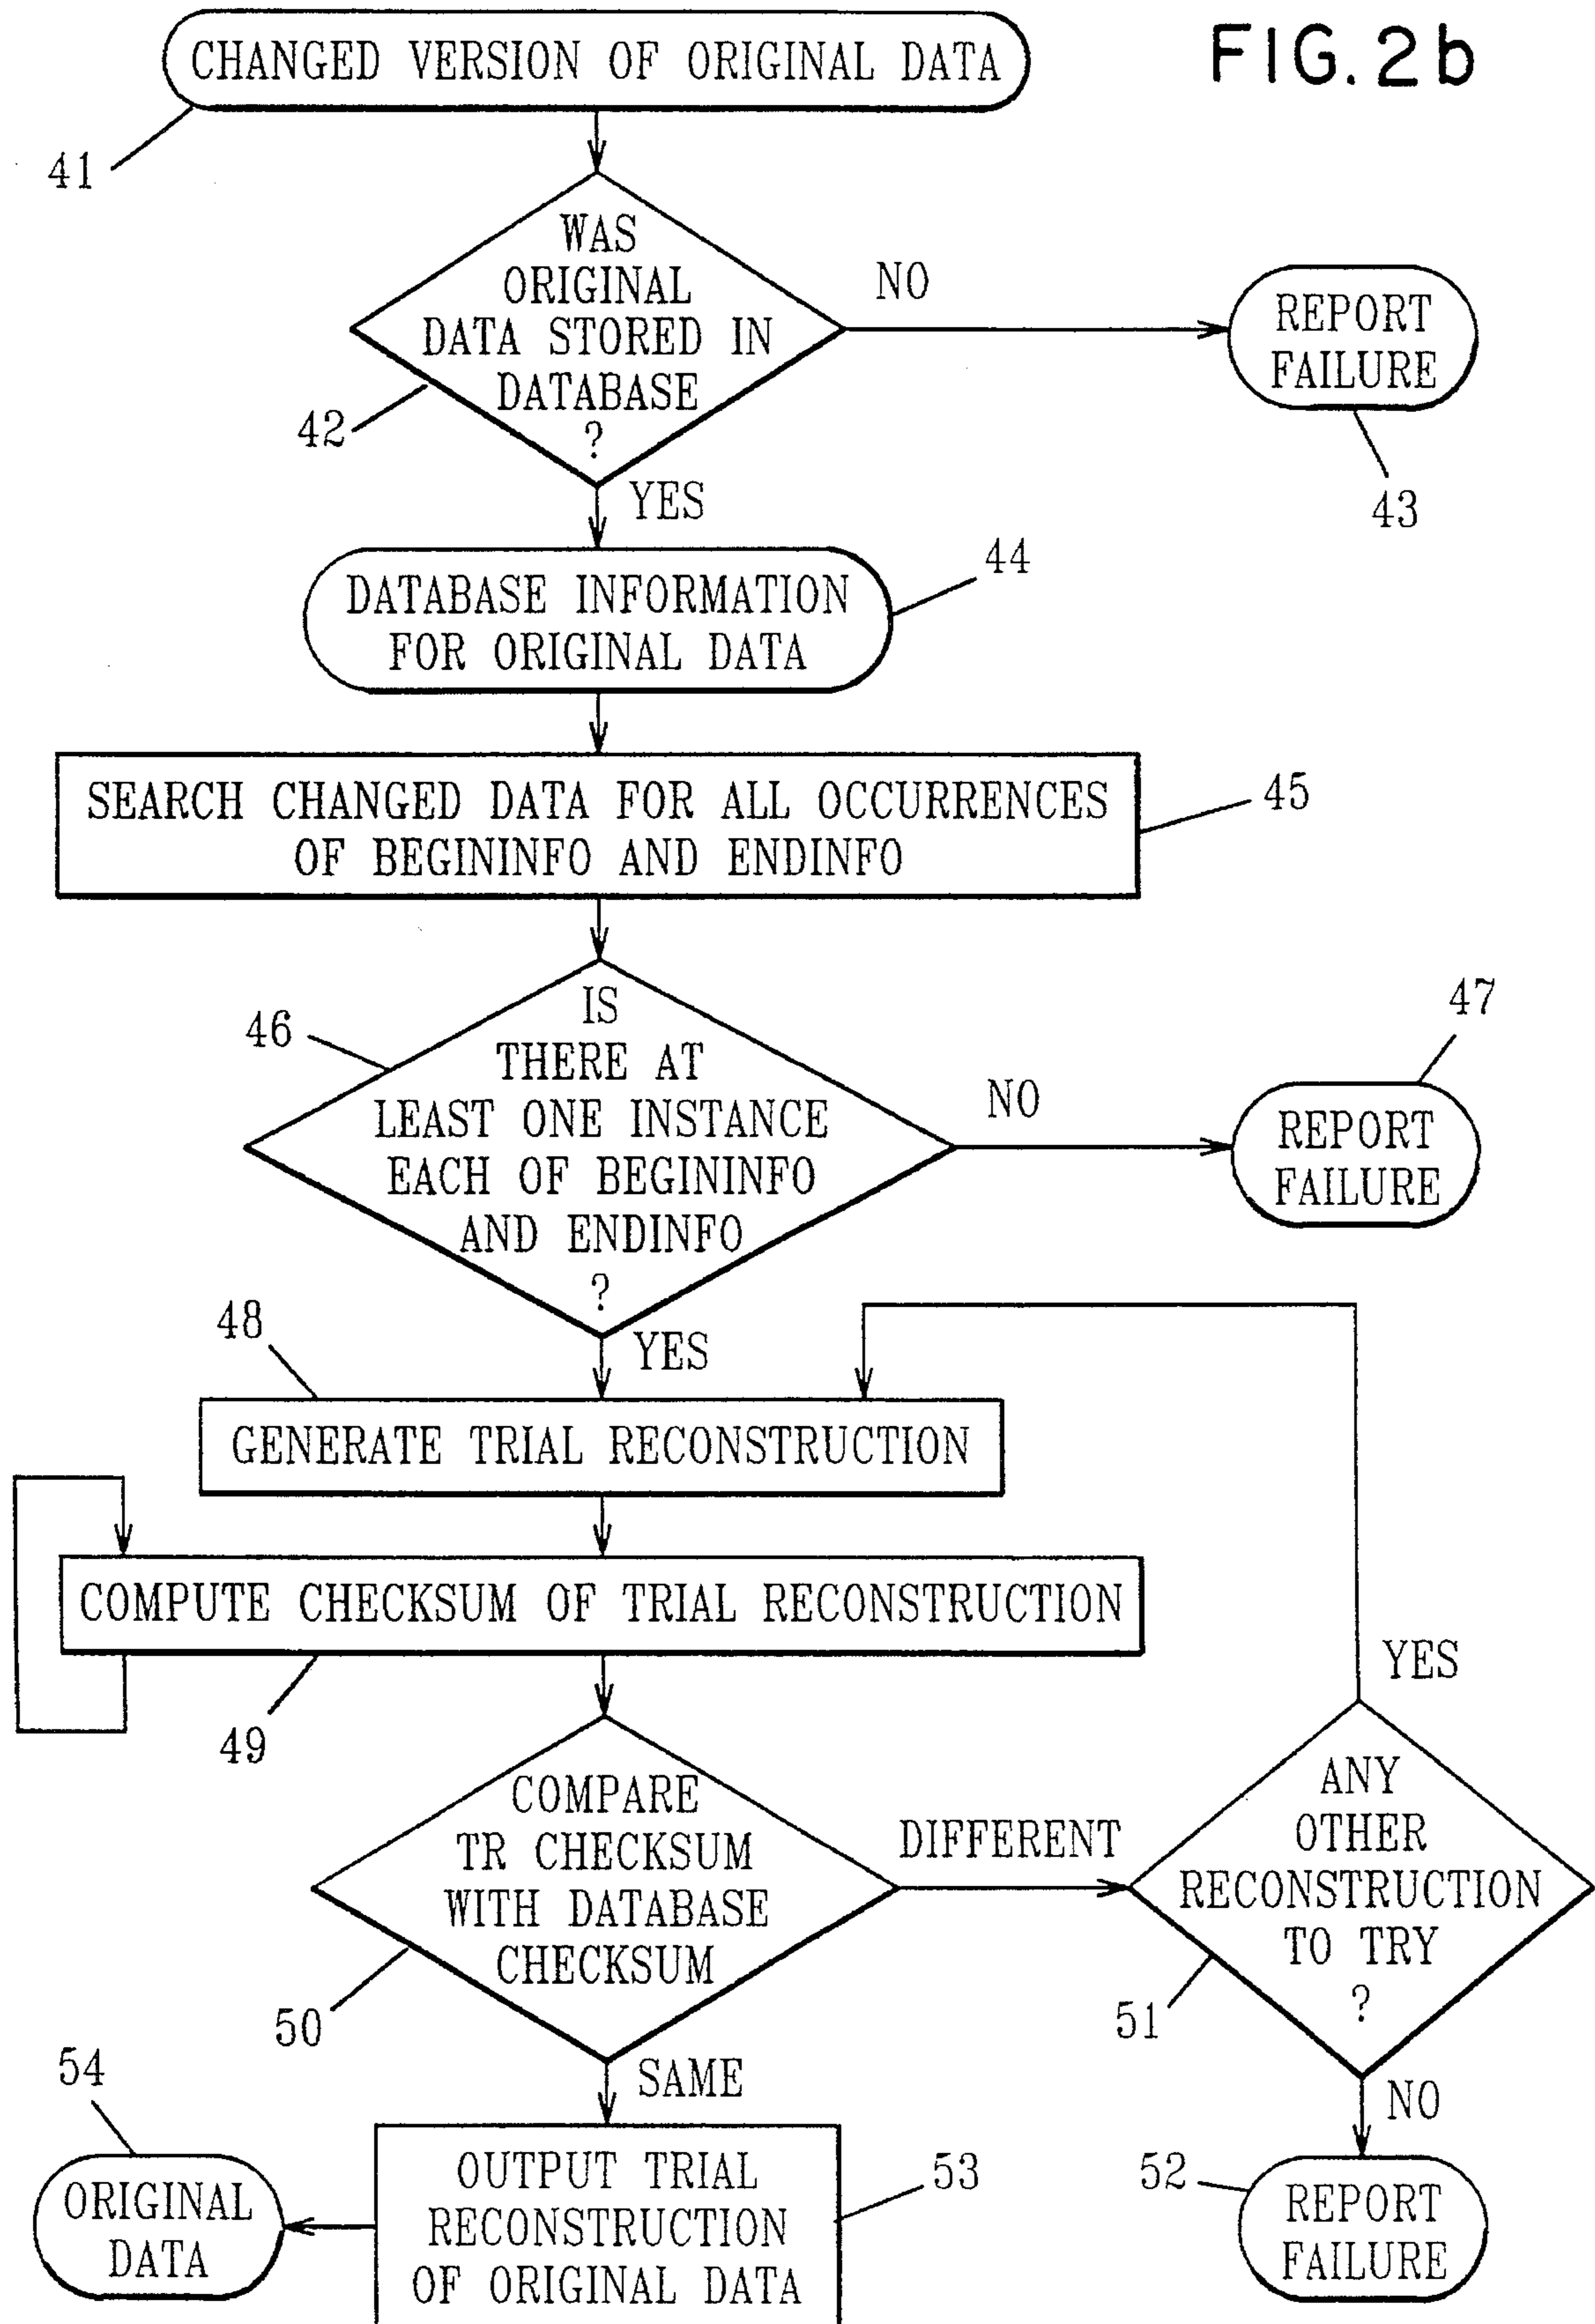 FIG. 2b
CHANGED VERSION OF ORIGINAL DATA
41
WAS
ORIGINAL
DATA STORED IN
DATABASE
?
42
NO
REPORT
FAILURE
43
YES
DATABASE INFORMATION
FOR ORIGINAL DATA
44
SEARCH CHANGED DATA FOR ALL OCCURRENCES
OF BEGININFO AND ENDINFO
45
IS
THERE AT
LEAST ONE INSTANCE
EACH OF BEGININFO
AND ENDINFO
?
46
NO
47
REPORT
FAILURE
YES
48
GENERATE TRIAL RECONSTRUCTION
COMPUTE CHECKSUM OF TRIAL RECONSTRUCTION
49
COMPARE
TR CHECKSUM
WITH DATABASE
CHECKSUM
50
DIFFERENT
YES
ANY
OTHER
RECONSTRUCTION
TO TRY
?
51
NO
52
REPORT
FAILURE
SAME
OUTPUT TRIAL
RECONSTRUCTION
OF ORIGINAL DATA
53
54
ORIGINAL
DATA